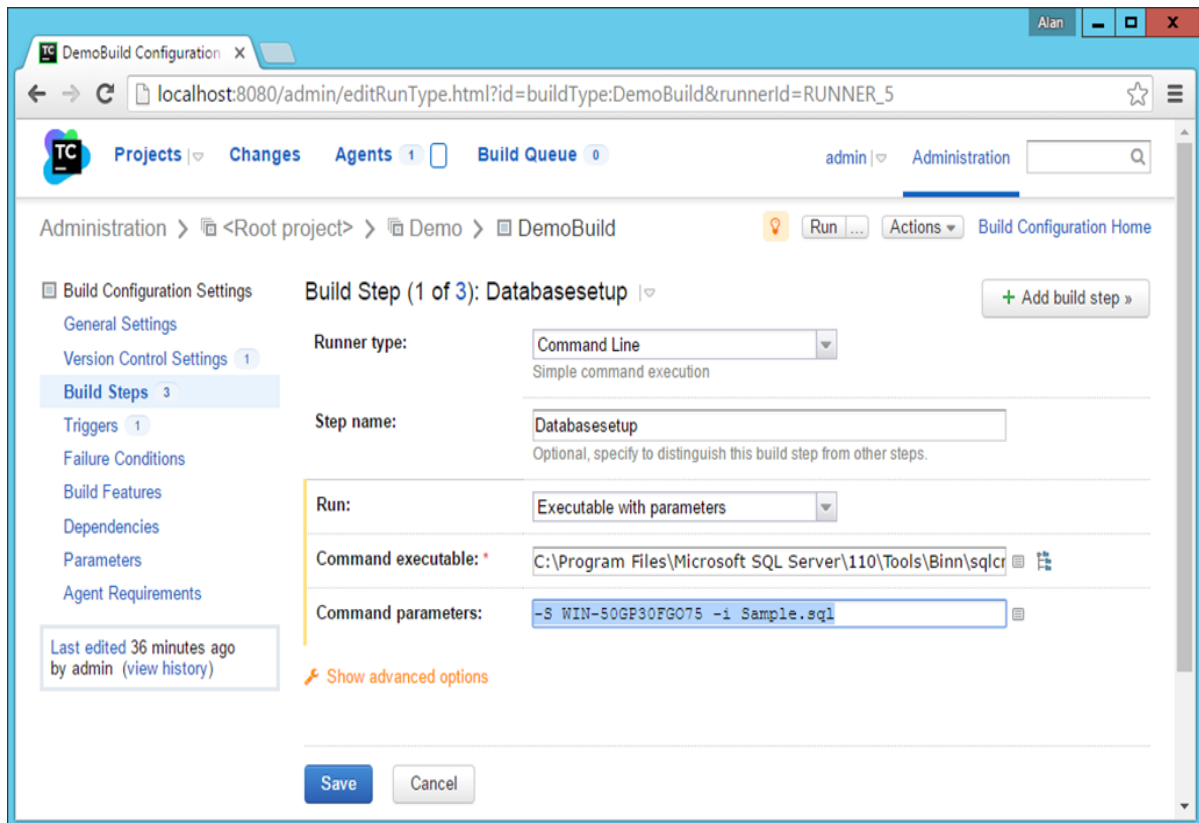 Alan
TC DemoBuild Configuration
localhost:8080/admin/editRunType.html?id=buildType:DemoBuild&runnerId=RUNNER_5
TC Projects Changes Agents 1 Build Queue 0 admin Administration
Administration > <Root project> > Demo > DemoBuild Run ... Actions Build Configuration Home
Build Configuration Settings
General Settings
Version Control Settings 1
Build Steps 3
Triggers 1
Failure Conditions
Build Features
Dependencies
Parameters
Agent Requirements
Last edited 36 minutes ago
by admin (view history)
Build Step (1 of 3): Databasesetup
+ Add build step »
Runner type: Command Line
Simple command execution
Step name: Databasesetup
Optional, specify to distinguish this build step from other steps.
Run: Executable with parameters
Command executable: * C:\Program Files\Microsoft SQL Server\110\Tools\Binn\sqlcr
Command parameters: -S WIN-50GP30FGO75 -i Sample.sql
Show advanced options
Save Cancel